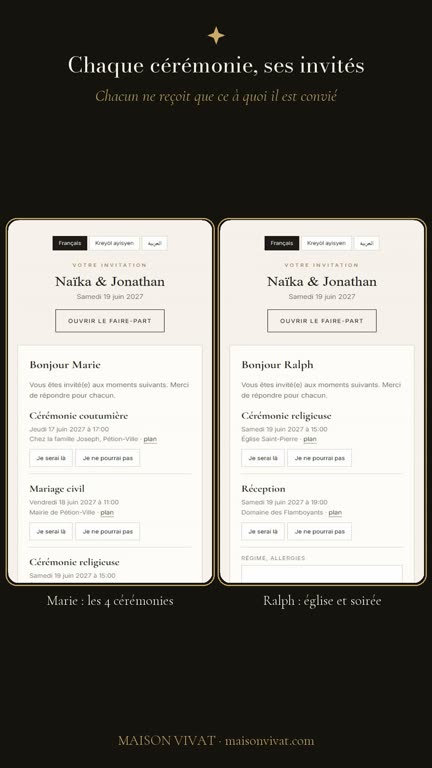 Chaque cérémonie, ses invités
Chacun ne reçoit que ce à quoi il est convié
Français
Kreyòl ayisyen
العربية
VOTRE INVITATION
Naïka & Jonathan
Samedi 19 juin 2027
OUVRIR LE FAIRE-PART
Bonjour Marie
Vous êtes invité(e) aux moments suivants. Merci
de répondre pour chacun.
Cérémonie coutumière
Jeudi 17 juin 2027 à 17:00
Chez la famille Joseph, Pétion-Ville · plan
Je serai là
Je ne pourrai pas
Mariage civil
Vendredi 18 juin 2027 à 11:00
Mairie de Pétion-Ville · plan
Je serai là
Je ne pourrai pas
Cérémonie religieuse
Samedi 19 juin 2027 à 15:00
Marie : les 4 cérémonies
Français
Kreyòl ayisyen
العربية
VOTRE INVITATION
Naïka & Jonathan
Samedi 19 juin 2027
OUVRIR LE FAIRE-PART
Bonjour Ralph
Vous êtes invité(e) aux moments suivants. Merci
de répondre pour chacun.
Cérémonie religieuse
Samedi 19 juin 2027 à 15:00
Église Saint-Pierre · plan
Je serai là
Je ne pourrai pas
Réception
Samedi 19 juin 2027 à 19:00
Domaine des Flamboyants · plan
Je serai là
Je ne pourrai pas
RÉGIME, ALLERGIES
Ralph : église et soirée
MAISON VIVAT · maisonvivat.com